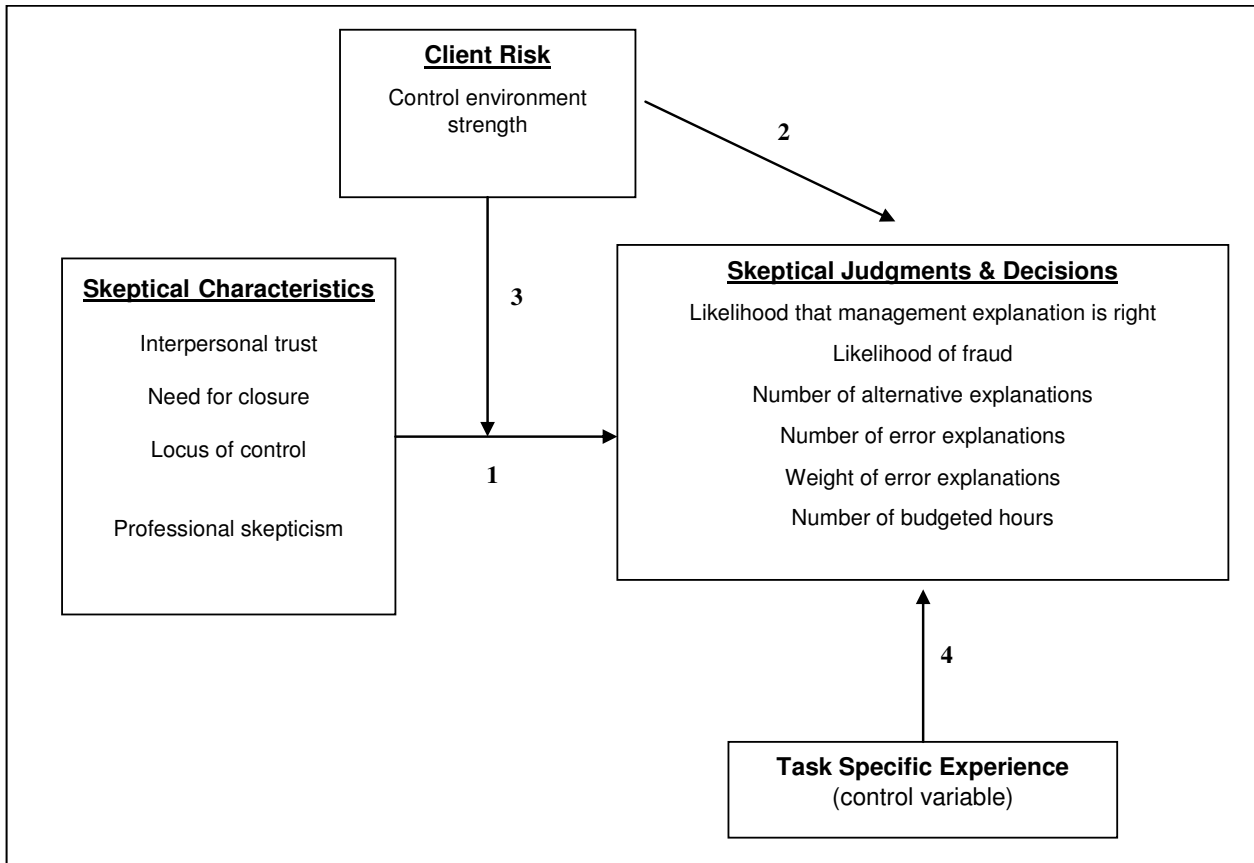 Client Risk
Control environment
strength
2
Skeptical Characteristics
Interpersonal trust
Need for closure
Locus of control
Professional skepticism
3
1
Skeptical Judgments & Decisions
Likelihood that management explanation is right
Likelihood of fraud
Number of alternative explanations
Number of error explanations
Weight of error explanations
Number of budgeted hours
4
Task Specific Experience
(control variable)